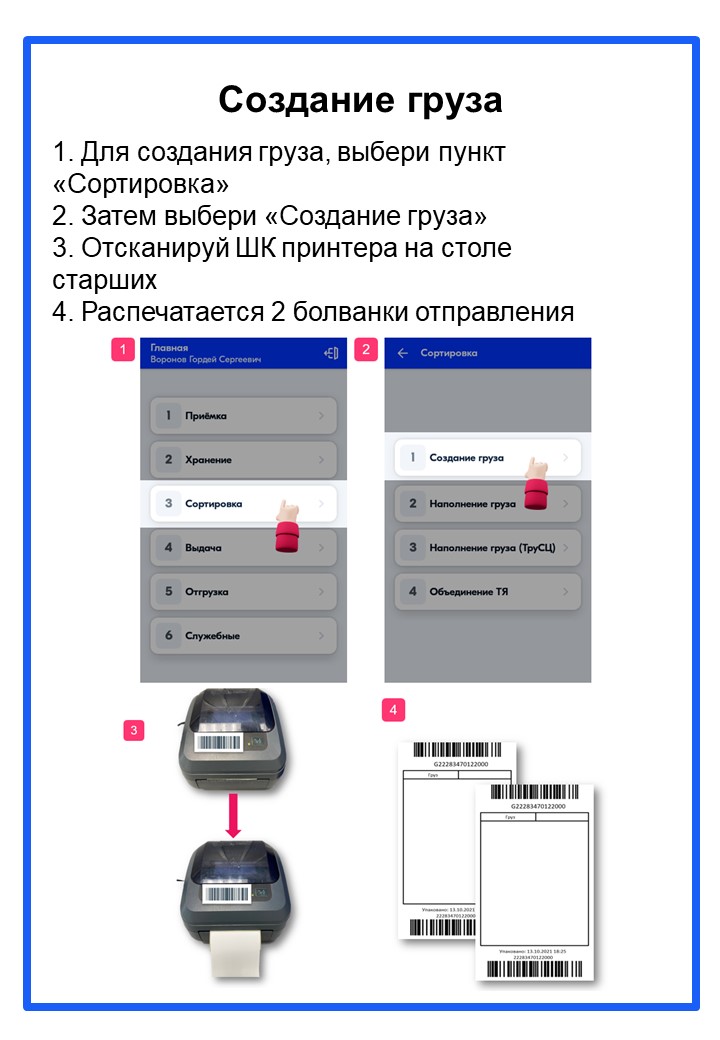 Создание груза
1. Для создания груза, выбери пункт
«Сортировка»
2. Затем выбери «Создание груза»
3. Отсканируй ШК принтера на столе
старших
4. Распечатается 2 болванки отправления
1
Главная
Воронов Гордей Сергеевич
1 Приёмка
2 Хранение
3 Сортировка
4 Выдача
5 Отгрузка
6 Служебные
2
Сортировка
1 Создание груза
2 Наполнение груза
3 Наполнение груза (ТруСЦ)
4 Объединение ТЯ
3
4
G22283470122000
Груз
Упаковано: 13.10.2021
22283470122000
G22283470122000
Груз
Упаковано: 13.10.2021 18:25
22283470122000